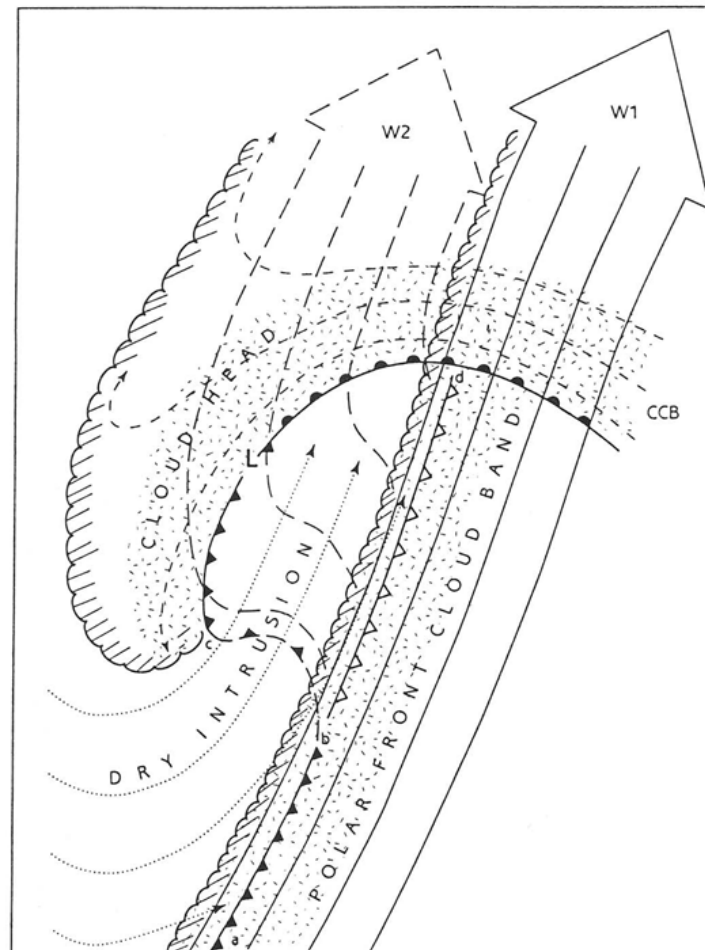 W2
W1
CLOUD HEAD
d
CCB
L
c
DRY INTRUSION
b
POLAR FRONT CLOUD BAND
a